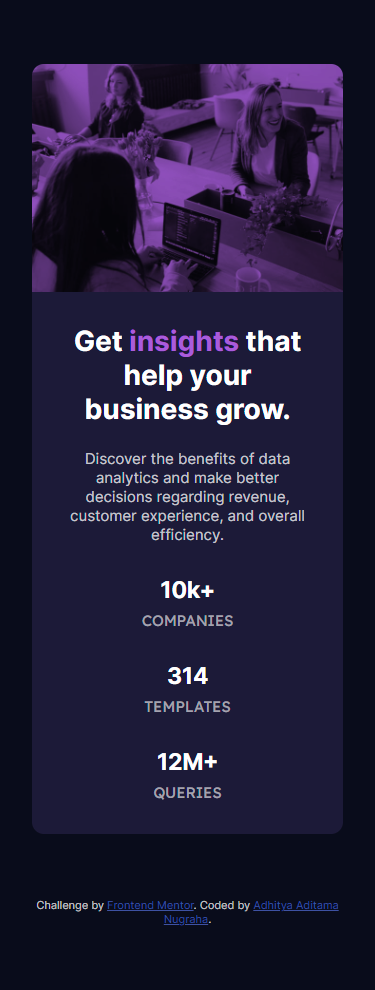 Get insights that
help your
business grow.
Discover the benefits of data
analytics and make better
decisions regarding revenue,
customer experience, and overall
efficiency.
10k+
COMPANIES
314
TEMPLATES
12M+
QUERIES
Challenge by Frontend Mentor. Coded by Adhitya Aditama
Nugraha.